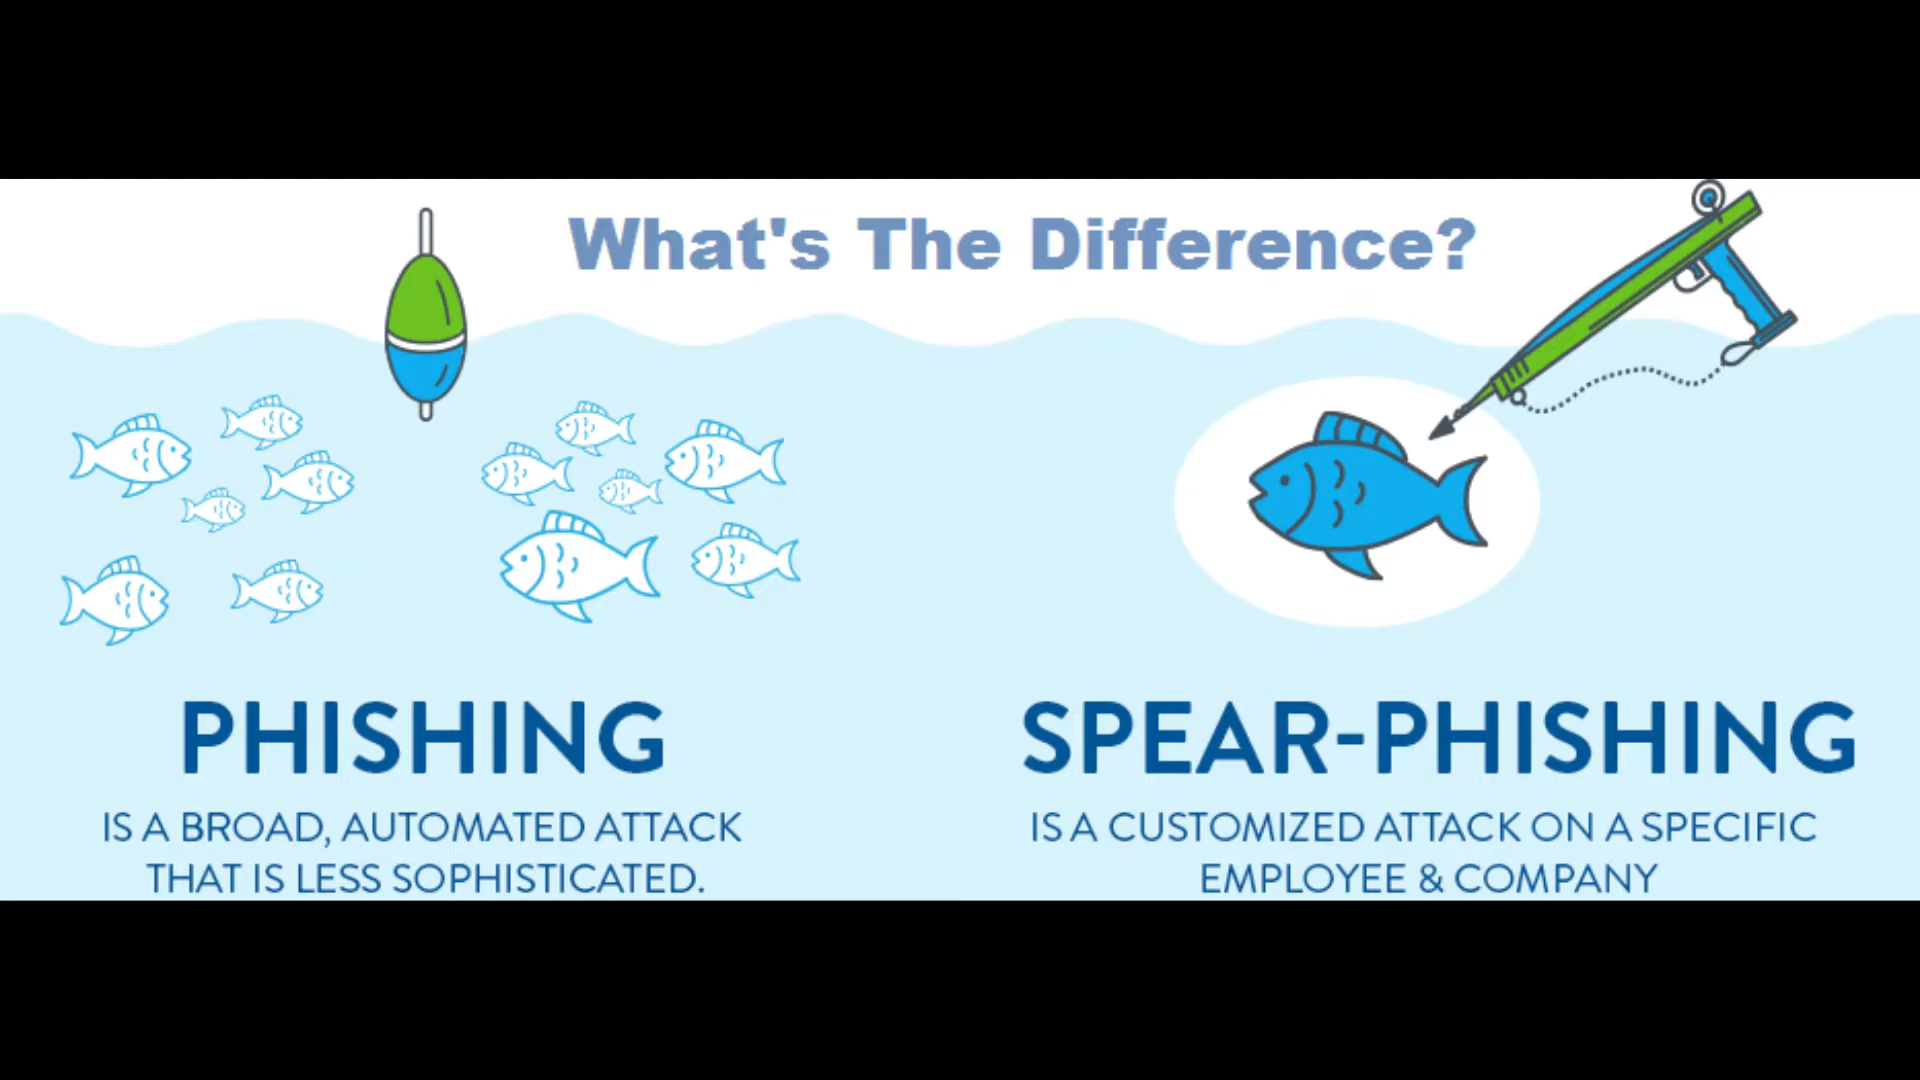 What's The Difference?
PHISHING
IS A BROAD, AUTOMATED ATTACK
THAT IS LESS SOPHISTICATED.
SPEAR-PHISHING
IS A CUSTOMIZED ATTACK ON A SPECIFIC
EMPLOYEE & COMPANY